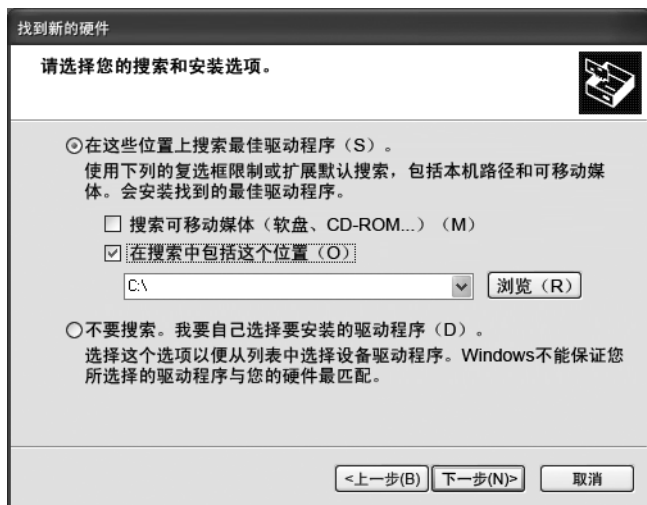 找到新的硬件
请选择您的搜索和安装选项。
在这些位置上搜索最佳驱动程序（S）。
使用下列的复选框限制或扩展默认搜索，包括本机路径和可移动媒
体。会安装找到的最佳驱动程序。
搜索可移动媒体（软盘、CD-ROM...）（M）
在搜索中包括这个位置（O）
C:\
浏览（R）
不要搜索。我要自己选择要安装的驱动程序（D）。
选择这个选项以便从列表中选择设备驱动程序。Windows不能保证您
所选择的驱动程序与您的硬件最匹配。
<上一步(B) 下一步(N)> 取消